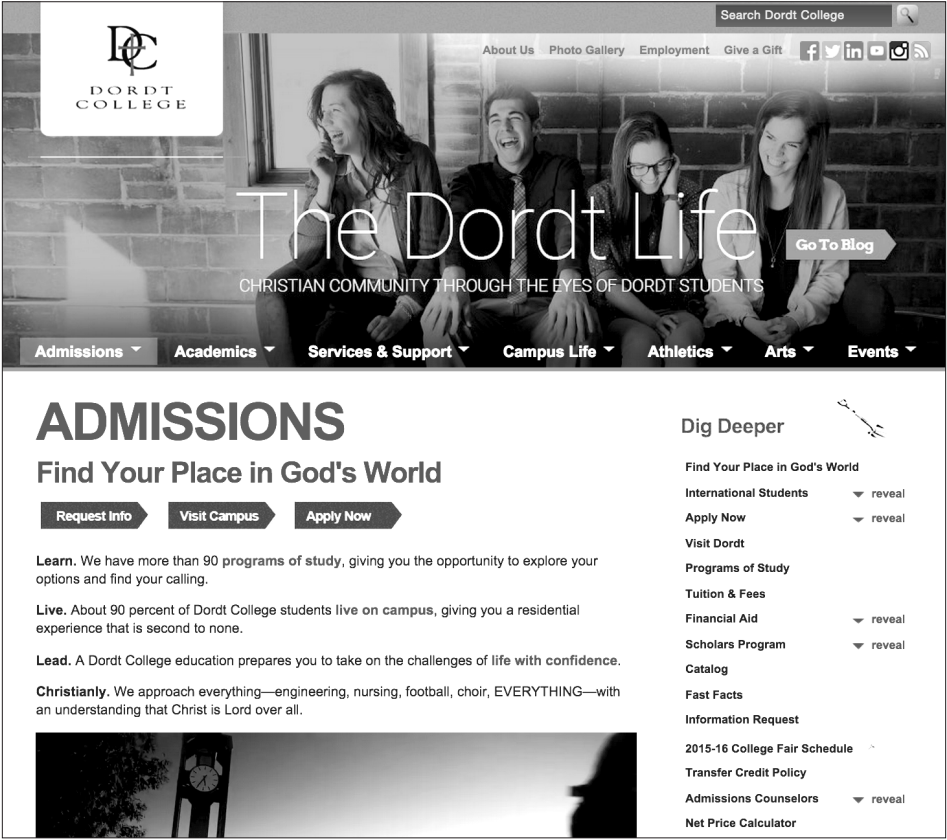 Search Dordt College
DC
DORDT
COLLEGE
About Us Photo Gallery Employment Give a Gift
The Dordt Life
Go To Blog
CHRISTIAN COMMUNITY THROUGH THE EYES OF DORDT STUDENTS
Admissions Academics Services & Support Campus Life Athletics Arts Events
ADMISSIONS
Find Your Place in God's World
Request Info Visit Campus Apply Now
Learn. We have more than 90 programs of study, giving you the opportunity to explore your
options and find your calling.
Live. About 90 percent of Dordt College students live on campus, giving you a residential
experience that is second to none.
Lead. A Dordt College education prepares you to take on the challenges of life with confidence.
Christianly. We approach everything—engineering, nursing, football, choir, EVERYTHING—with
an understanding that Christ is Lord over all.
Dig Deeper
Find Your Place in God's World
International Students reveal
Apply Now reveal
Visit Dordt
Programs of Study
Tuition & Fees
Financial Aid reveal
Scholars Program reveal
Catalog
Fast Facts
Information Request
2015-16 College Fair Schedule
Transfer Credit Policy
Admissions Counselors reveal
Net Price Calculator